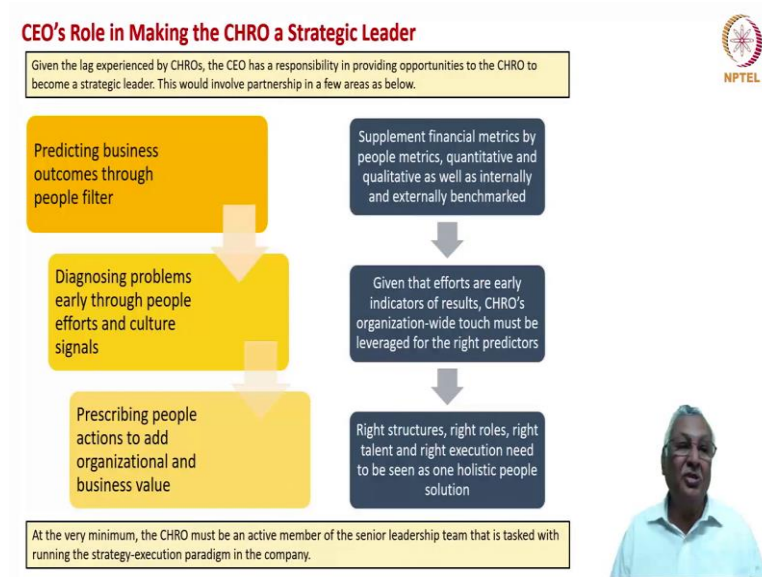 CEO's Role in Making the CHRO a Strategic Leader
Given the lag experienced by CHROs, the CEO has a responsibility in providing opportunities to the CHRO to
become a strategic leader. This would involve partnership in a few areas as below.
NPTEL
Predicting business
outcomes through
people filter
Supplement financial metrics by
people metrics, quantitative and
qualitative as well as internally
and externally benchmarked
Diagnosing problems
early through people
efforts and culture
signals
Given that efforts are early
indicators of results, CHRO's
organization-wide touch must be
leveraged for the right predictors
Prescribing people
actions to add
organizational and
business value
Right structures, right roles, right
talent and right execution need
to be seen as one holistic people
solution
At the very minimum, the CHRO must be an active member of the senior leadership team that is tasked with
running the strategy-execution paradigm in the company.